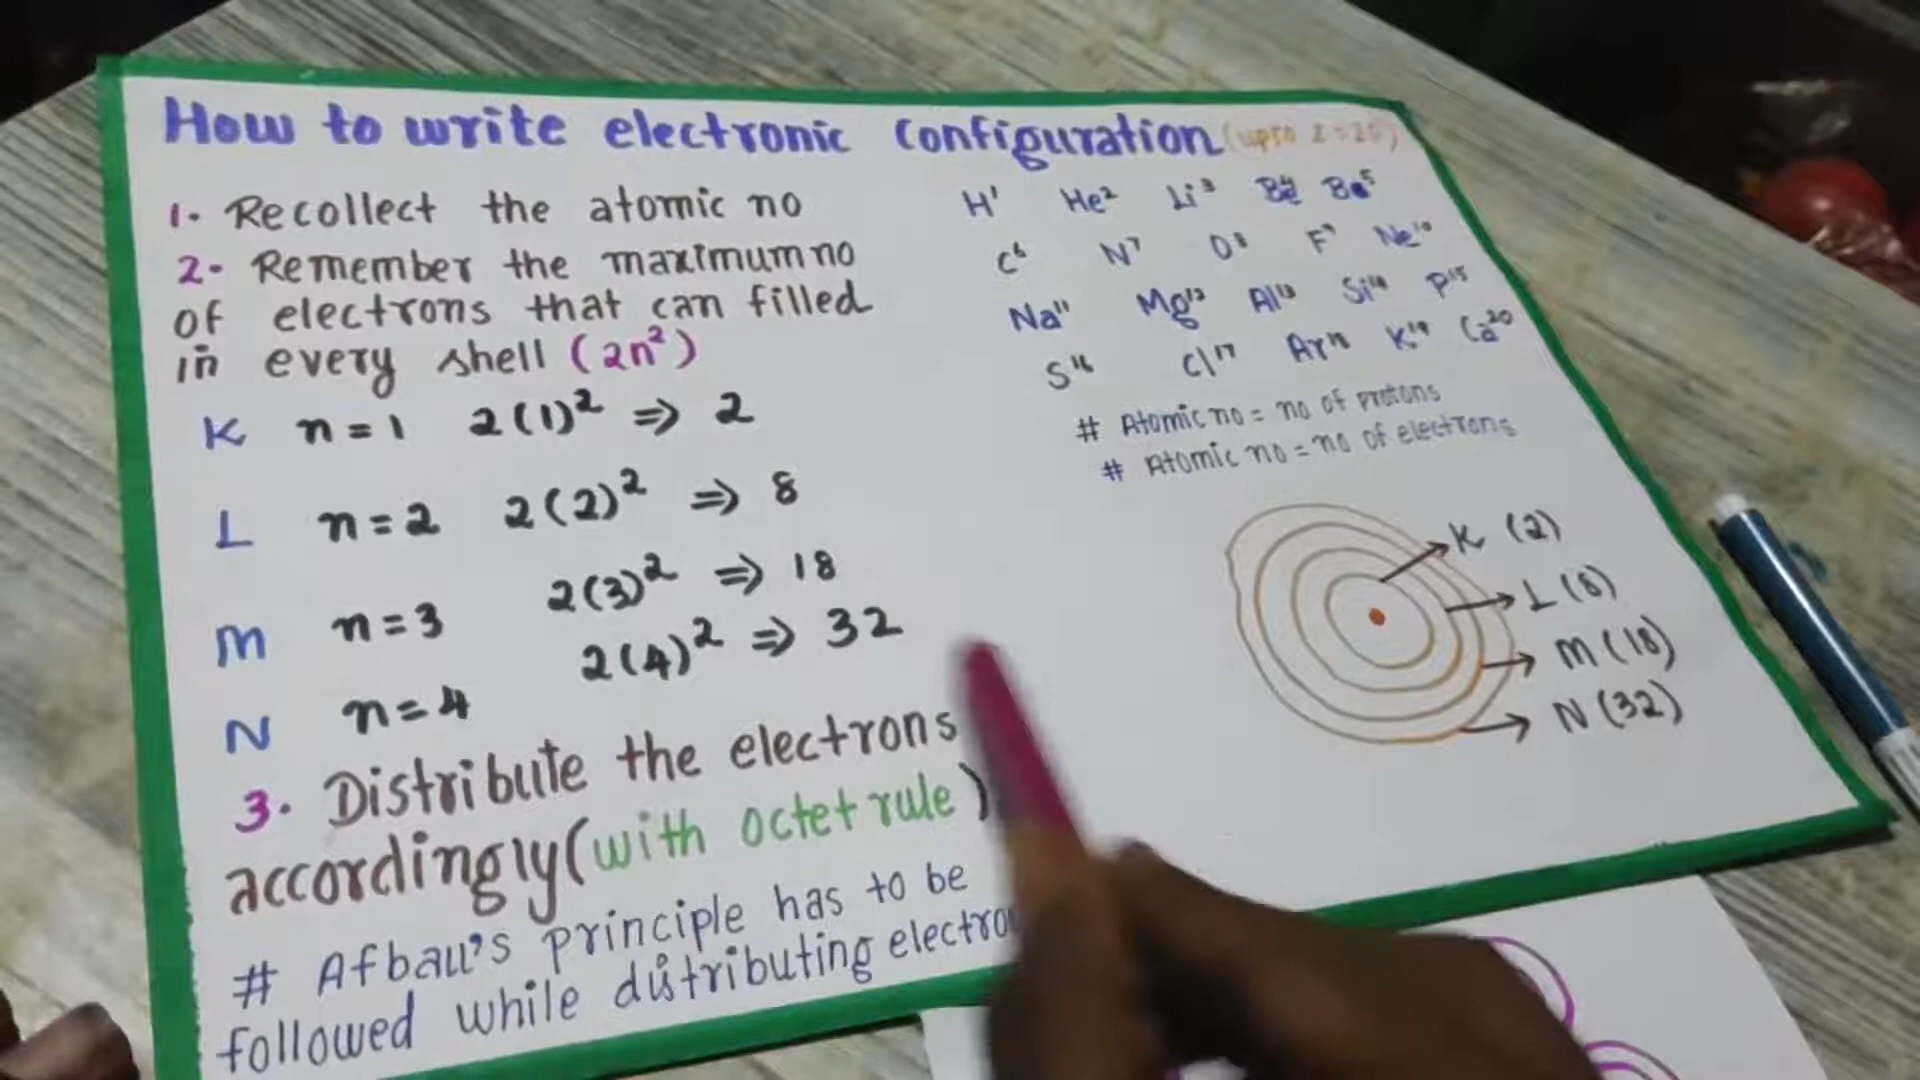 How to write electronic configuration (upto Z=20)
1. Recollect the atomic no
2. Remember the maximum no
of electrons that can filled
in every shell (2n²)
K n=1 2(1)² ⇒ 2
L n=2 2(2)² ⇒ 8
M n=3 2(3)² ⇒ 18
N n=4 2(4)² ⇒ 32
3. Distribute the electrons
accordingly (with octet rule)
# Afbau's principle has to be
followed while distributing
H¹ He² Li³ Be⁴
C⁶ N⁷ O⁸ F⁹ Ne¹⁰
Na¹¹ Mg¹² Al¹³ Si¹⁴ P¹⁵
S¹⁶ Cl¹⁷ Ar¹⁸ K¹⁹ Ca²⁰
# Atomic no = no of protons
# Atomic no = no of electrons
K (2)
L (8)
M (18)
N (32)